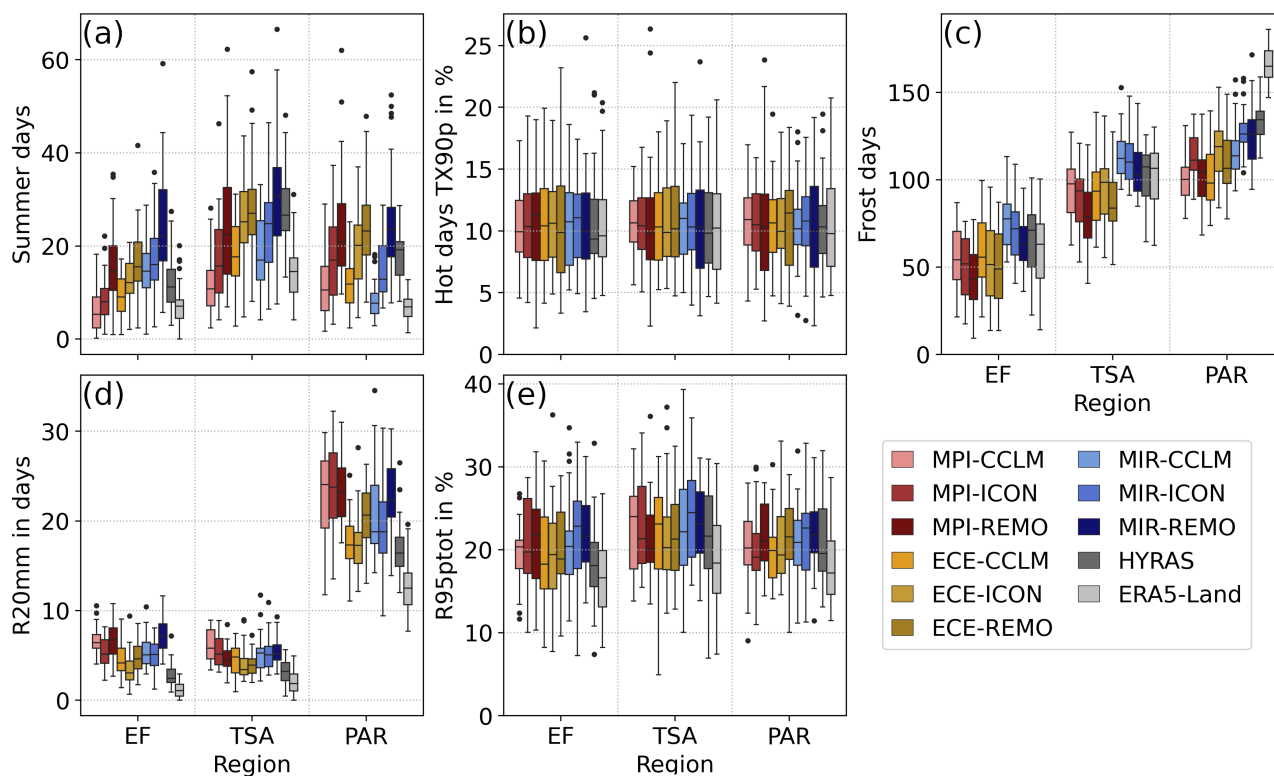 (a)
Summer days
60
40
20
0
(b)
Hot days TX90p in %
25
20
15
10
5
0
(c)
Frost days
150
100
50
0
EF TSA PAR
Region
(d)
R20mm in days
30
20
10
0
EF TSA PAR
Region
(e)
R95ptot in %
40
30
20
10
0
EF TSA PAR
Region
MPI-CCLM
MPI-ICON
MPI-REMO
ECE-CCLM
ECE-ICON
ECE-REMO
MIR-CCLM
MIR-ICON
MIR-REMO
HYRAS
ERA5-Land